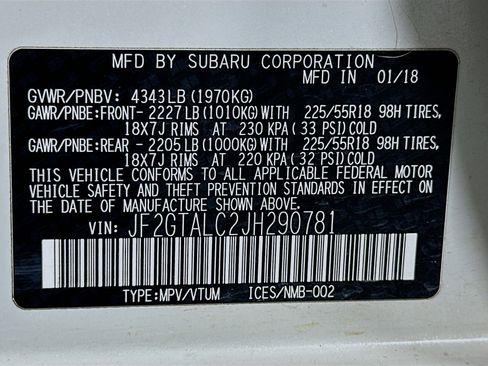 MFD BY SUBARU CORPORATION
MFD IN 01/18
GVWR/PNBV: 4343LB (1970KG)
GAWR/PNBE:FRONT- 2227LB (1010KG) WITH 225/55R18 98H TIRES,
18X7J RIMS AT 230 KPA (33 PSI) COLD
GAWR/PNBE:REAR - 2205LB (1000KG) WITH 225/55R18 98H TIRES,
18X7J RIMS AT 220 KPA (32 PSI) COLD
THIS VEHICLE CONFORMS TO ALL APPLICABLE FEDERAL MOTOR
VEHICLE SAFETY AND THEFT PREVENTION STANDARDS IN EFFECT ON
THE DATE OF MANUFACTURE SHOWN ABOVE.
VIN: JF2GTALC2JH290781
TYPE:MPV/VTUM ICES/NMB-002